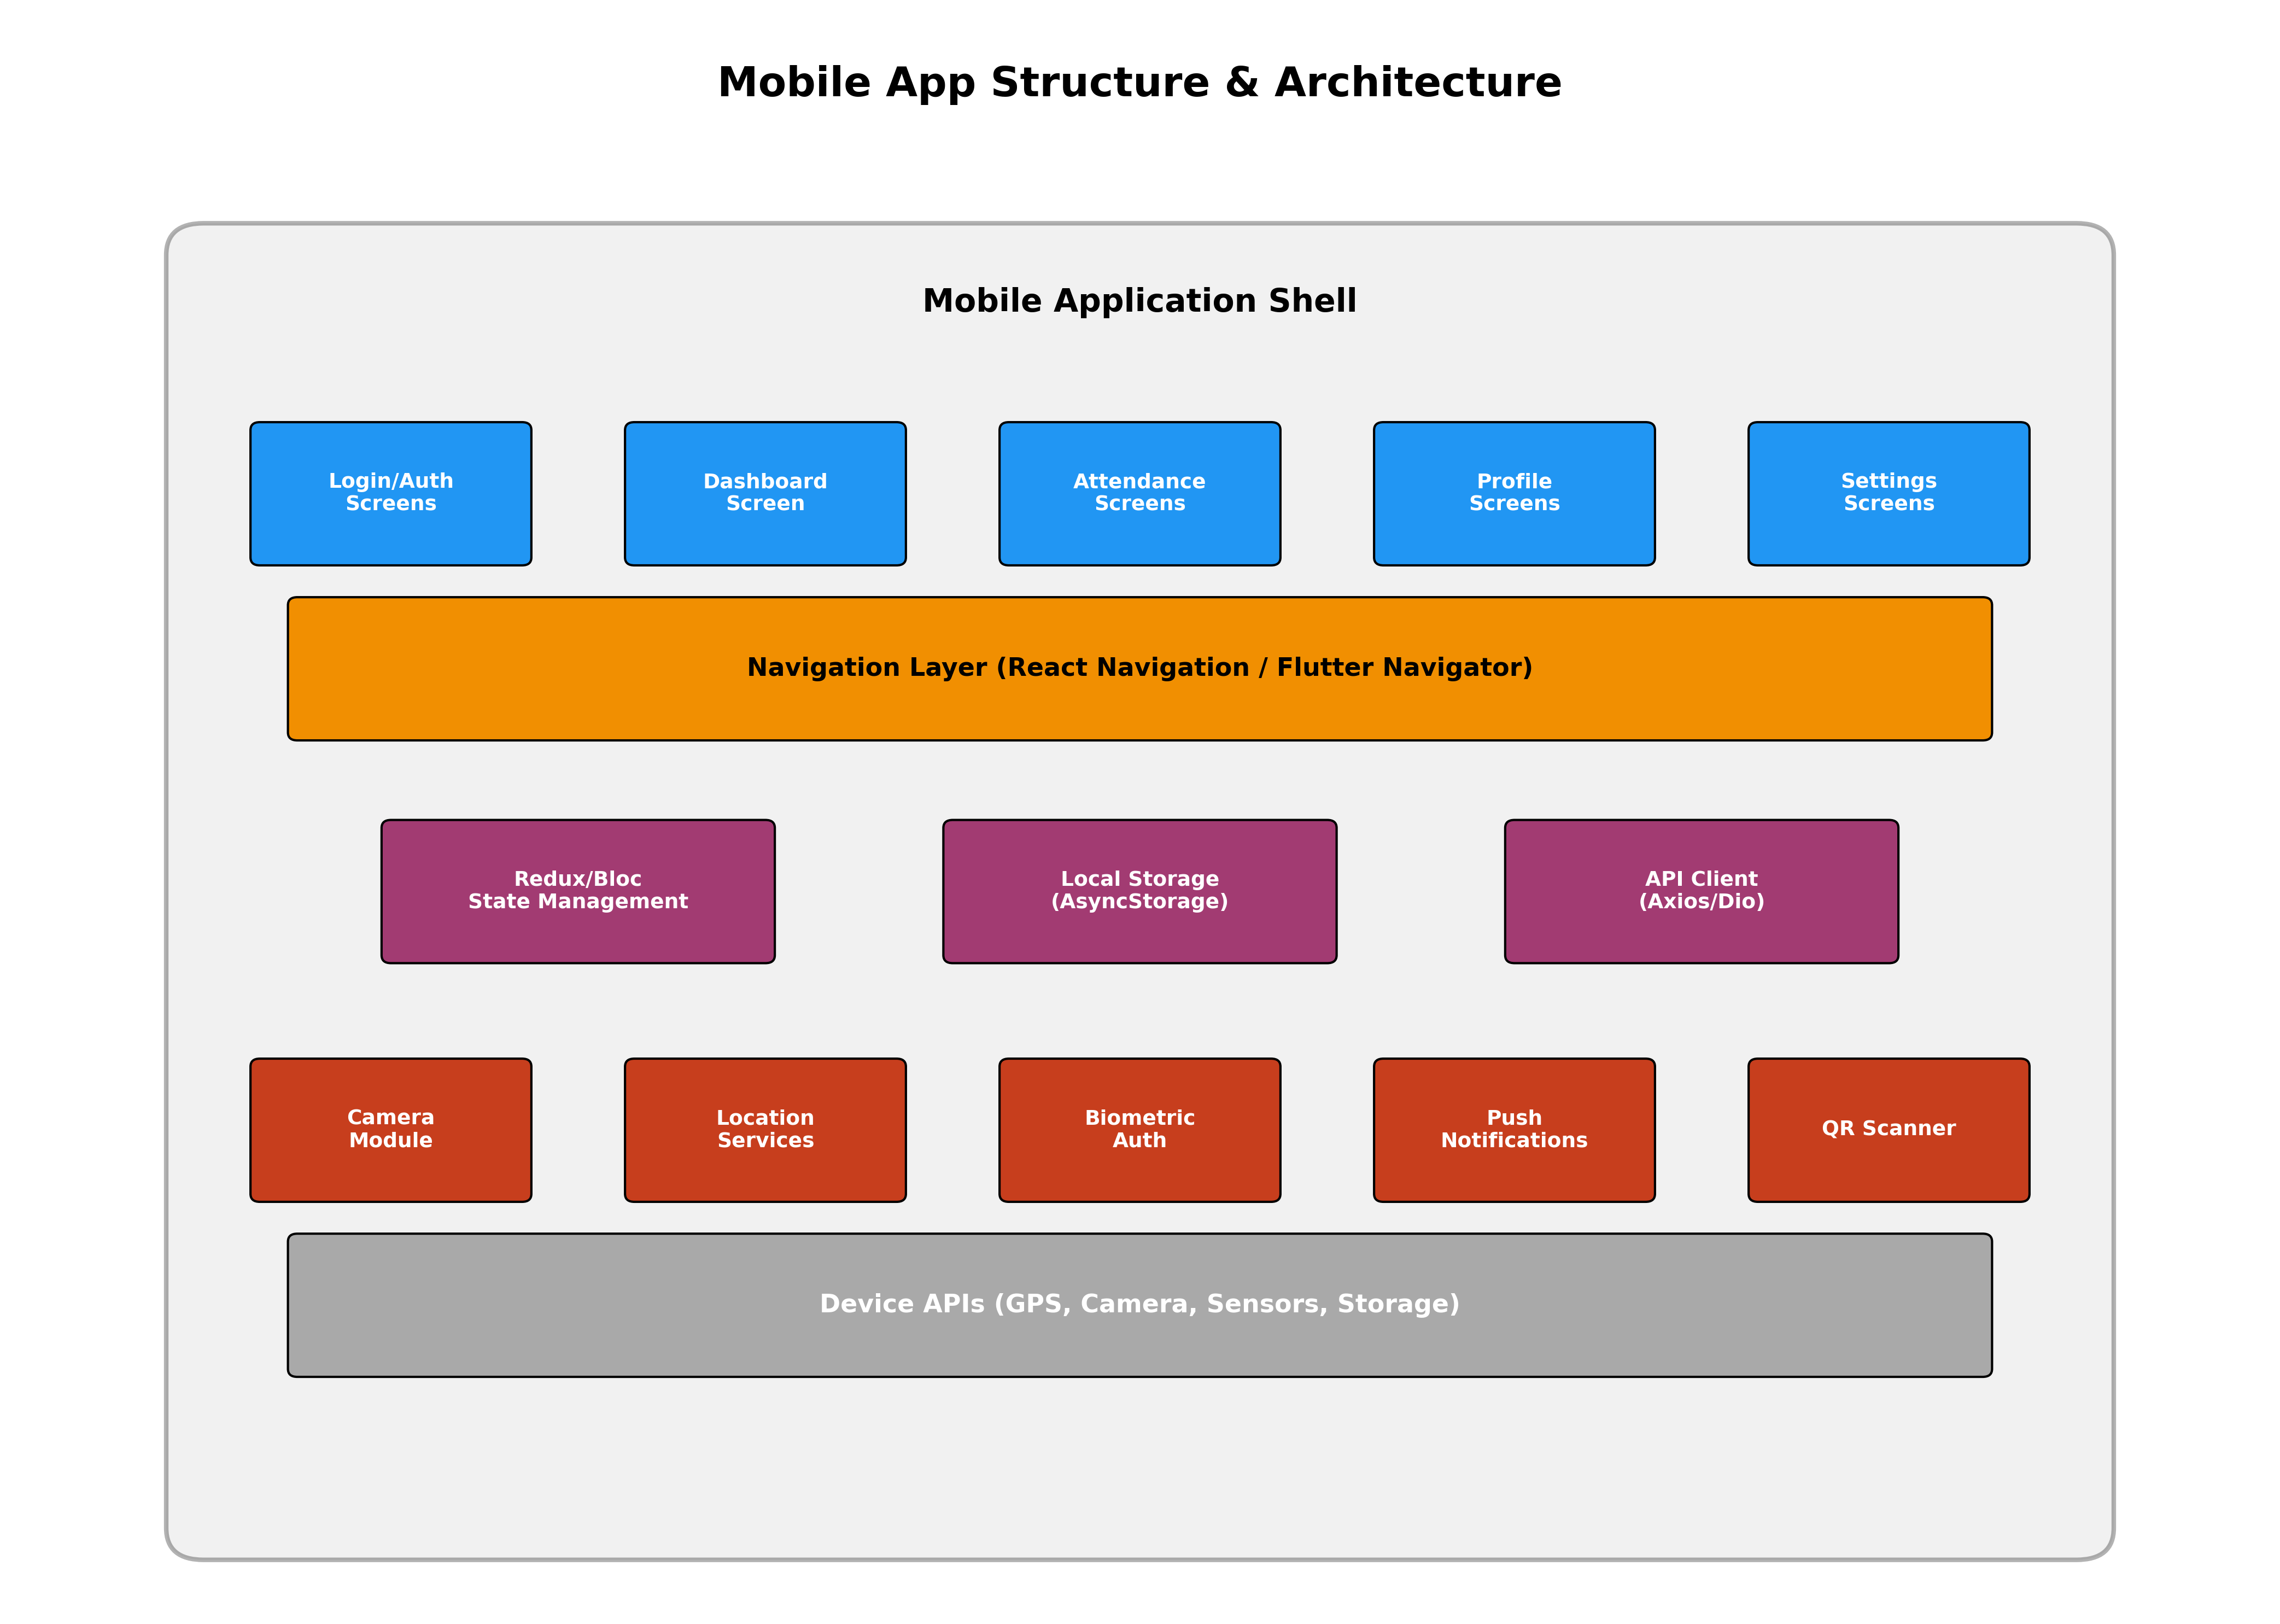 Mobile App Structure & Architecture
Mobile Application Shell
Login/Auth
Screens
Dashboard
Screen
Attendance
Screens
Profile
Screens
Settings
Screens
Navigation Layer (React Navigation / Flutter Navigator)
Redux/Bloc
State Management
Local Storage
(AsyncStorage)
API Client
(Axios/Dio)
Camera
Module
Location
Services
Biometric
Auth
Push
Notifications
QR Scanner
Device APIs (GPS, Camera, Sensors, Storage)